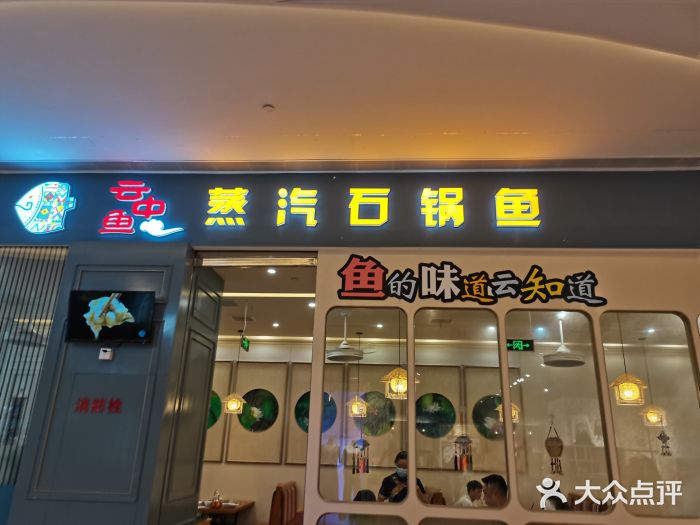 云中鱼
蒸汽石锅鱼
鱼的味道云知道
消防栓
大众点评